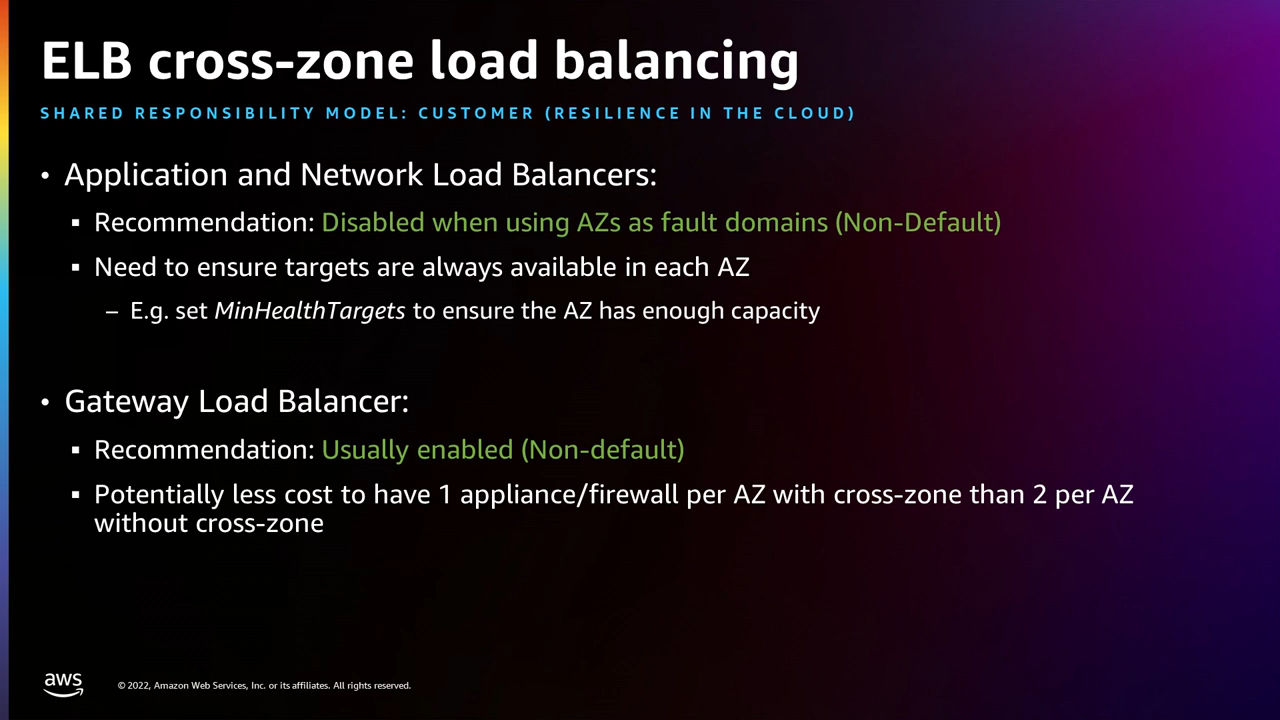 ELB cross-zone load balancing
SHARED RESPONSIBILITY MODEL: CUSTOMER (RESILIENCE IN THE CLOUD)
• Application and Network Load Balancers:
▪ Recommendation: Disabled when using AZs as fault domains (Non-Default)
▪ Need to ensure targets are always available in each AZ
– E.g. set MinHealthTargets to ensure the AZ has enough capacity
• Gateway Load Balancer:
▪ Recommendation: Usually enabled (Non-default)
▪ Potentially less cost to have 1 appliance/firewall per AZ with cross-zone than 2 per AZ
without cross-zone
aws
© 2022, Amazon Web Services, Inc. or its affiliates. All rights reserved.